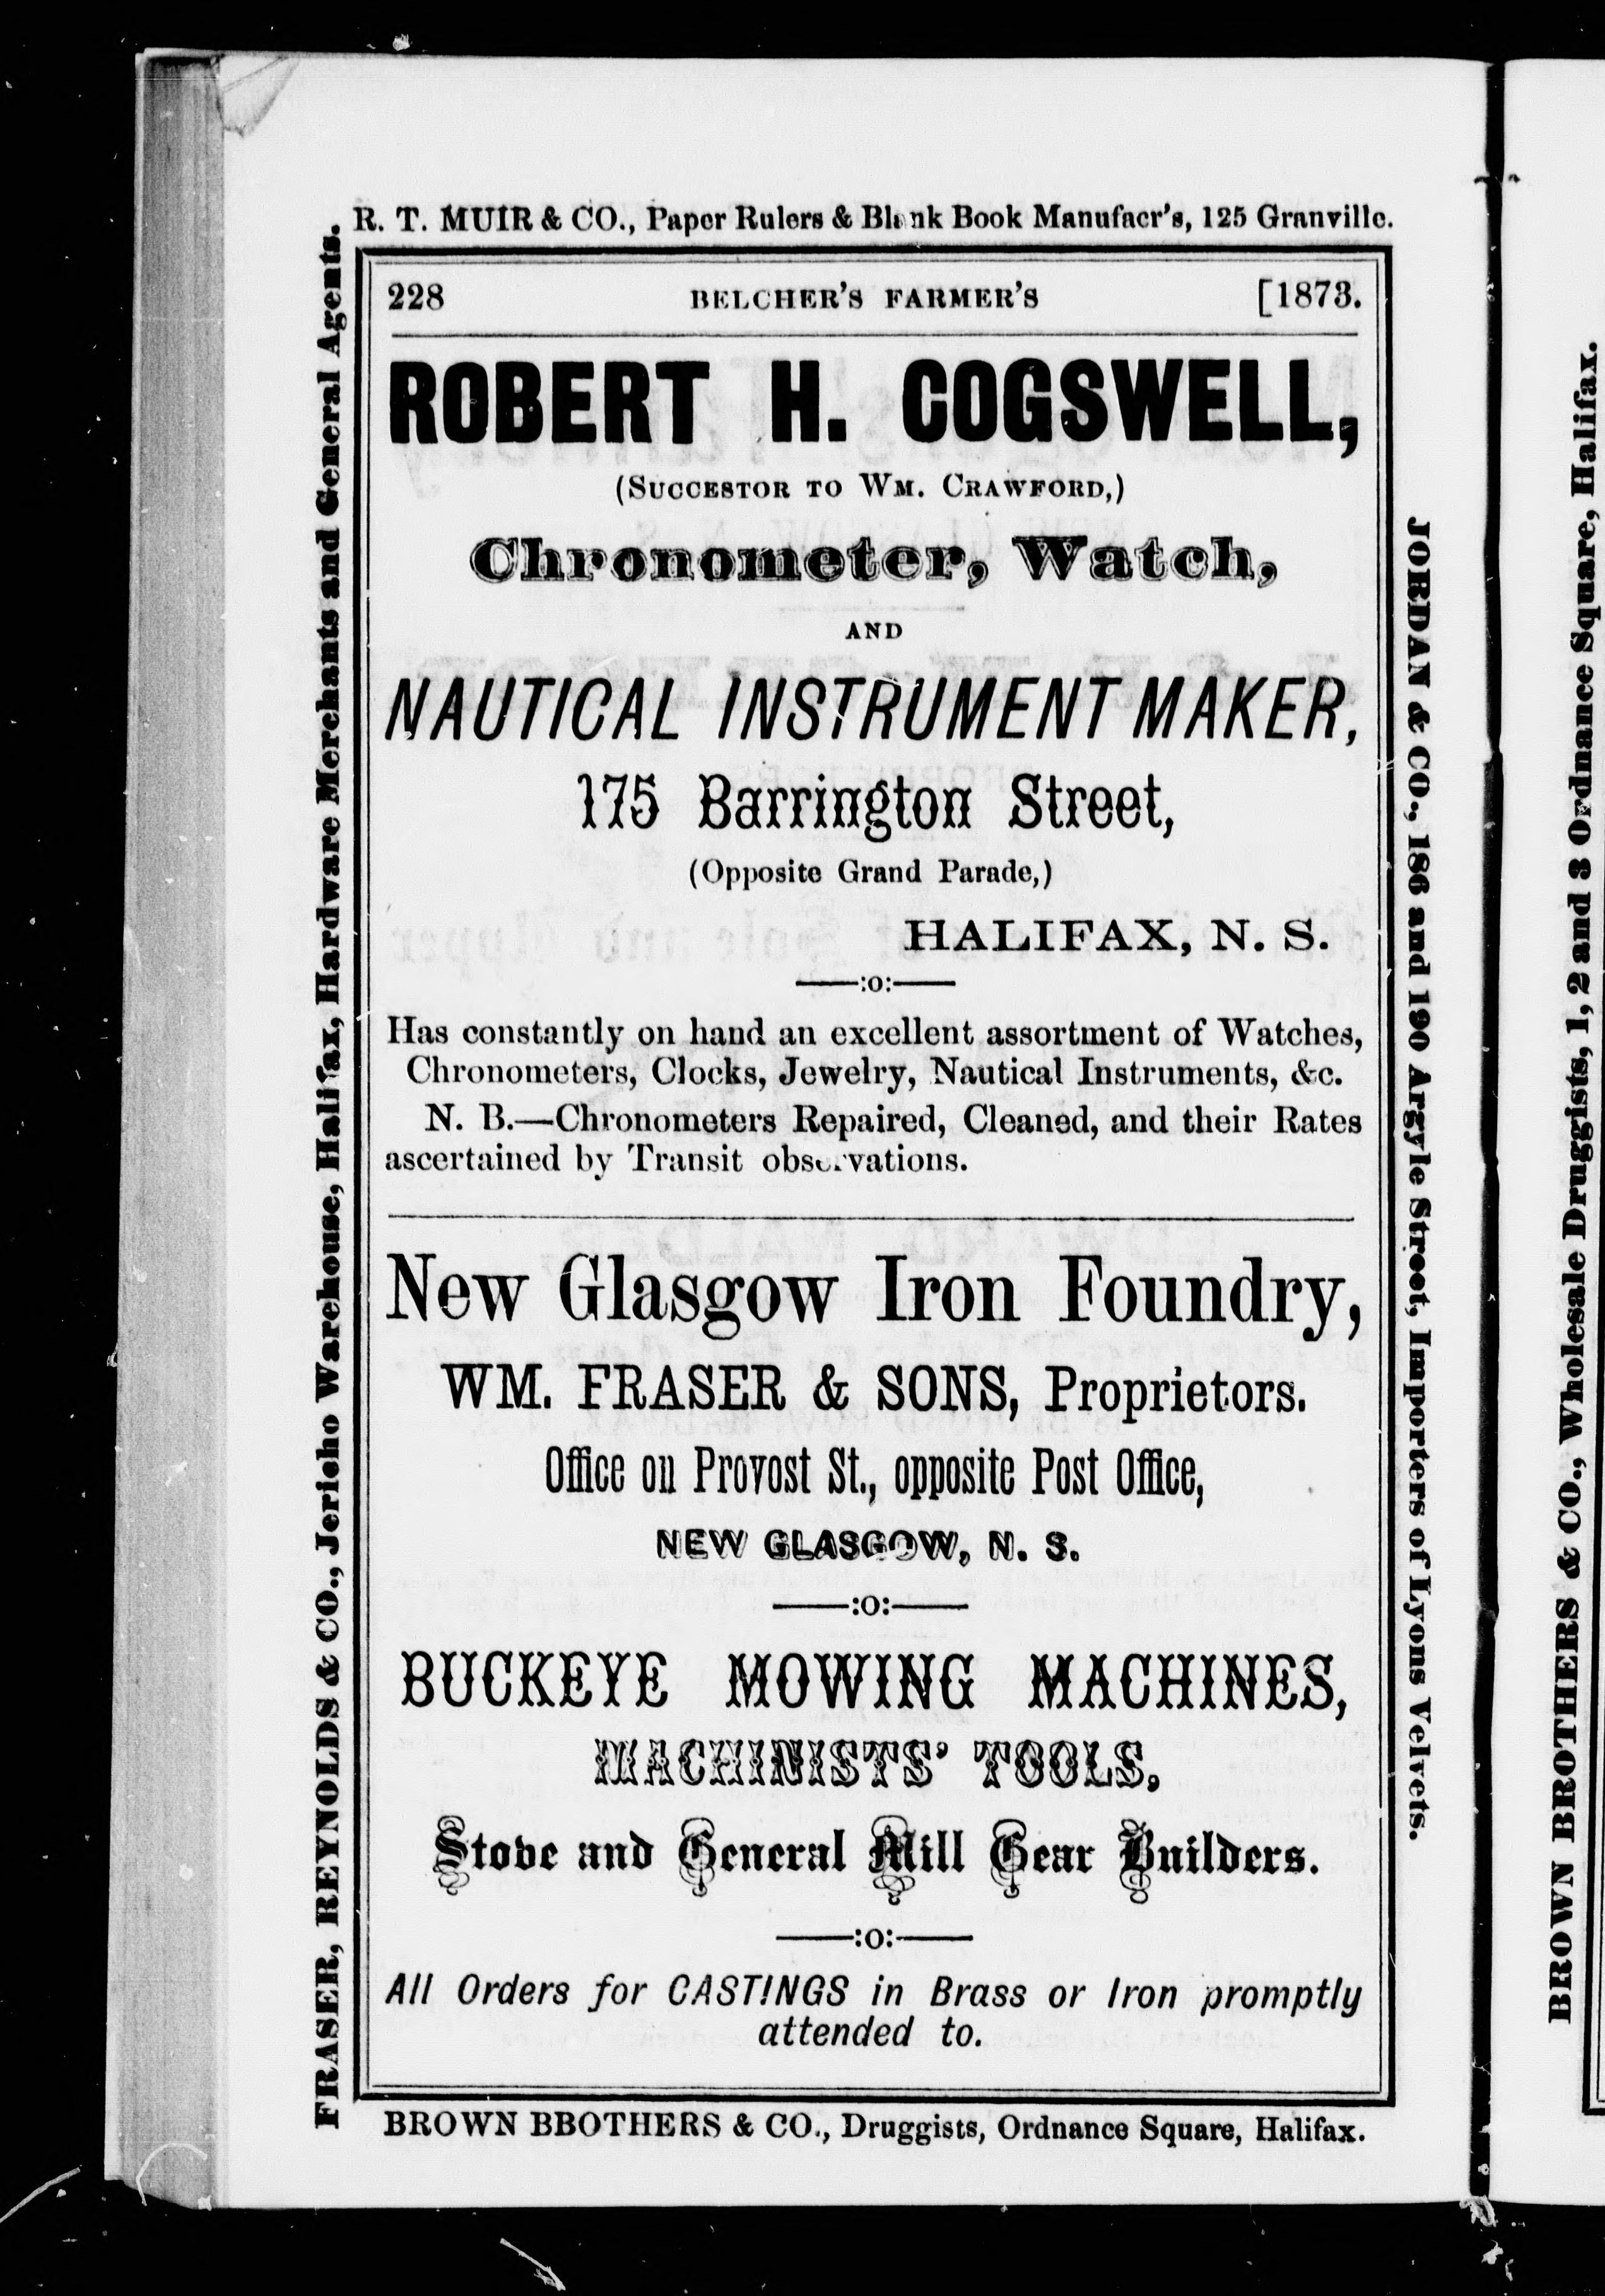 R. T. MUIR & CO., Paper Rulers & Blank Book Manufacr's, 125 Granville.
228 BELCHER'S FARMER'S [1873.
ROBERT H. COGSWELL,
(SUCCESTOR TO WM. CRAWFORD,)
Chronometer, Watch,
AND
NAUTICAL INSTRUMENT MAKER,
175 Barrington Street,
(Opposite Grand Parade,)
HALIFAX, N. S.
——:o:——
Has constantly on hand an excellent assortment of Watches,
Chronometers, Clocks, Jewelry, Nautical Instruments, &c.
N. B.—Chronometers Repaired, Cleaned, and their Rates
ascertained by Transit observations.
New Glasgow Iron Foundry,
WM. FRASER & SONS, Proprietors.
Office on Provost St., opposite Post Office,
NEW GLASGOW, N. S.
——:o:——
BUCKEYE MOWING MACHINES,
MACHINISTS' TOOLS,
Stove and General Mill Gear Builders.
——:o:——
All Orders for CASTINGS in Brass or Iron promptly
attended to.
BROWN BBOTHERS & CO., Druggists, Ordnance Square, Halifax.
FRASER, REYNOLDS & CO., Jericho Warehouse, Halifax, Hardware Merchants and General Agents.
JORDAN & CO., 186 and 190 Argyle Street, Importers of Lyons Velvets.
BROWN BROTHERS & CO., Wholesale Druggists, 1, 2 and 3 Ordnance Square, Halifax.